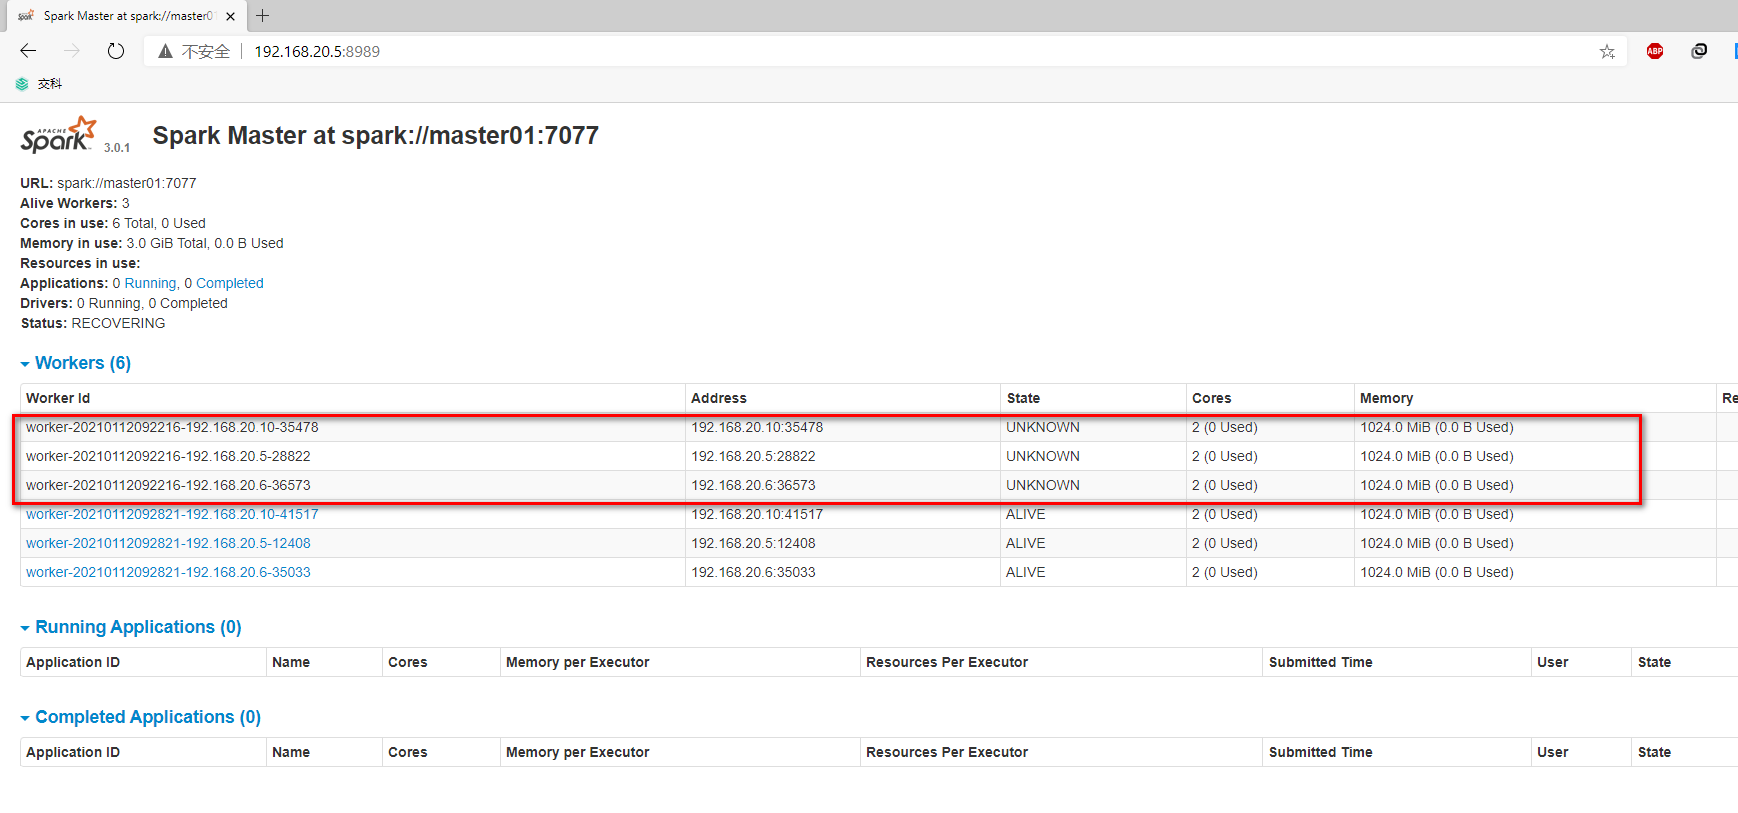 Spark Master at spark://master01
不安全 192.168.20.5:8989
ABP
交科
APACHE
Spark 3.0.1 Spark Master at spark://master01:7077
URL: spark://master01:7077
Alive Workers: 3
Cores in use: 6 Total, 0 Used
Memory in use: 3.0 GiB Total, 0.0 B Used
Resources in use:
Applications: 0 Running, 0 Completed
Drivers: 0 Running, 0 Completed
Status: RECOVERING
Workers (6)
Worker Id Address State Cores Memory Re
worker-20210112092216-192.168.20.10-35478 192.168.20.10:35478 UNKNOWN 2 (0 Used) 1024.0 MiB (0.0 B Used)
worker-20210112092216-192.168.20.5-28822 192.168.20.5:28822 UNKNOWN 2 (0 Used) 1024.0 MiB (0.0 B Used)
worker-20210112092216-192.168.20.6-36573 192.168.20.6:36573 UNKNOWN 2 (0 Used) 1024.0 MiB (0.0 B Used)
worker-20210112092821-192.168.20.10-41517 192.168.20.10:41517 ALIVE 2 (0 Used) 1024.0 MiB (0.0 B Used)
worker-20210112092821-192.168.20.5-12408 192.168.20.5:12408 ALIVE 2 (0 Used) 1024.0 MiB (0.0 B Used)
worker-20210112092821-192.168.20.6-35033 192.168.20.6:35033 ALIVE 2 (0 Used) 1024.0 MiB (0.0 B Used)
Running Applications (0)
Application ID Name Cores Memory per Executor Resources Per Executor Submitted Time User State
Completed Applications (0)
Application ID Name Cores Memory per Executor Resources Per Executor Submitted Time User State